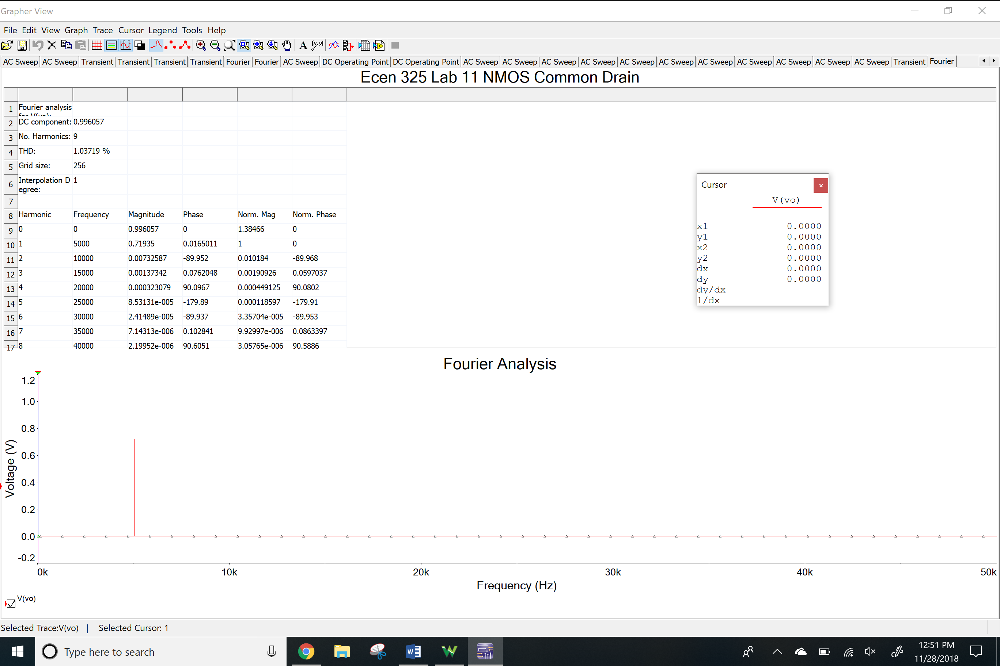 Grapher View
File Edit View Graph Trace Cursor Legend Tools Help
AC Sweep AC Sweep Transient Transient Transient Transient Fourier Fourier AC Sweep DC Operating Point DC Operating Point AC Sweep AC Sweep AC Sweep AC Sweep AC Sweep AC Sweep AC Sweep AC Sweep AC Sweep AC Sweep AC Sweep Transient Fourier
Ecen 325 Lab 11 NMOS Common Drain
1 Fourier analysis
for V(vo):
2 DC component: 0.996057
3 No. Harmonics: 9
4 THD: 1.03719 %
5 Grid size: 256
6 Interpolation D 1
egree:
7
8 Harmonic Frequency Magnitude Phase Norm. Mag Norm. Phase
9 0 0 0.996057 0 1.38466 0
10 1 5000 0.71935 0.0165011 1 0
11 2 10000 0.00732587 -89.952 0.010184 -89.968
12 3 15000 0.00137342 0.0762048 0.00190926 0.0597037
13 4 20000 0.000323079 90.0967 0.000449125 90.0802
14 5 25000 8.53131e-005 -179.89 0.000118597 -179.91
15 6 30000 2.41489e-005 -89.937 3.35704e-005 -89.953
16 7 35000 7.14313e-006 0.102841 9.92997e-006 0.0863397
17 8 40000 2.19952e-006 90.6051 3.05765e-006 90.5886
Cursor x
V(vo)
x1 0.0000
y1 0.0000
x2 0.0000
y2 0.0000
dx 0.0000
dy 0.0000
dy/dx
1/dx
Fourier Analysis
Voltage (V)
1.2
1.0
0.8
0.6
0.4
0.2
0.0
-0.2
0k 10k 20k 30k 40k 50k
Frequency (Hz)
V(vo)
Selected Trace:V(vo) | Selected Cursor: 1
Type here to search
12:51 PM
11/28/2018